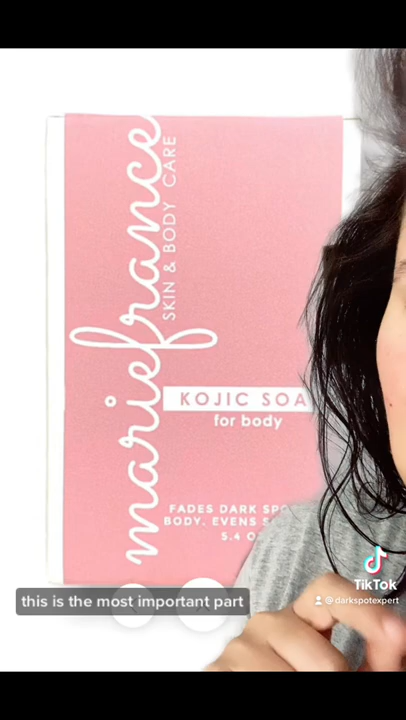 mariefrance
SKIN & BODY CARE
KOJIC SOA
for body
FADES DARK SPO
BODY. EVENS S
5.4 O
this is the most important part
TikTok
@darkspotexpert